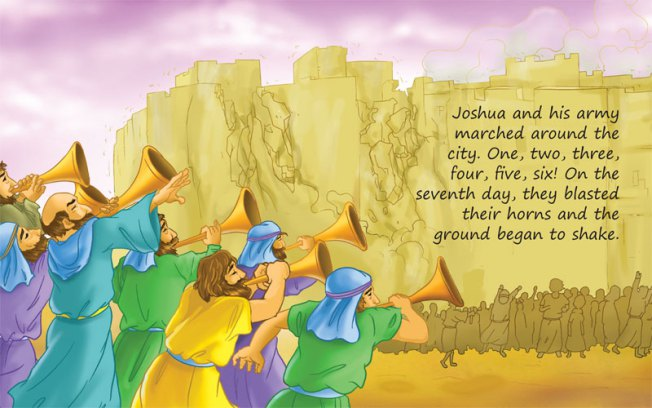 Joshua and his army
marched around the
city. One, two, three,
four, five, six! On the
seventh day, they blasted
their horns and the
ground began to shake.